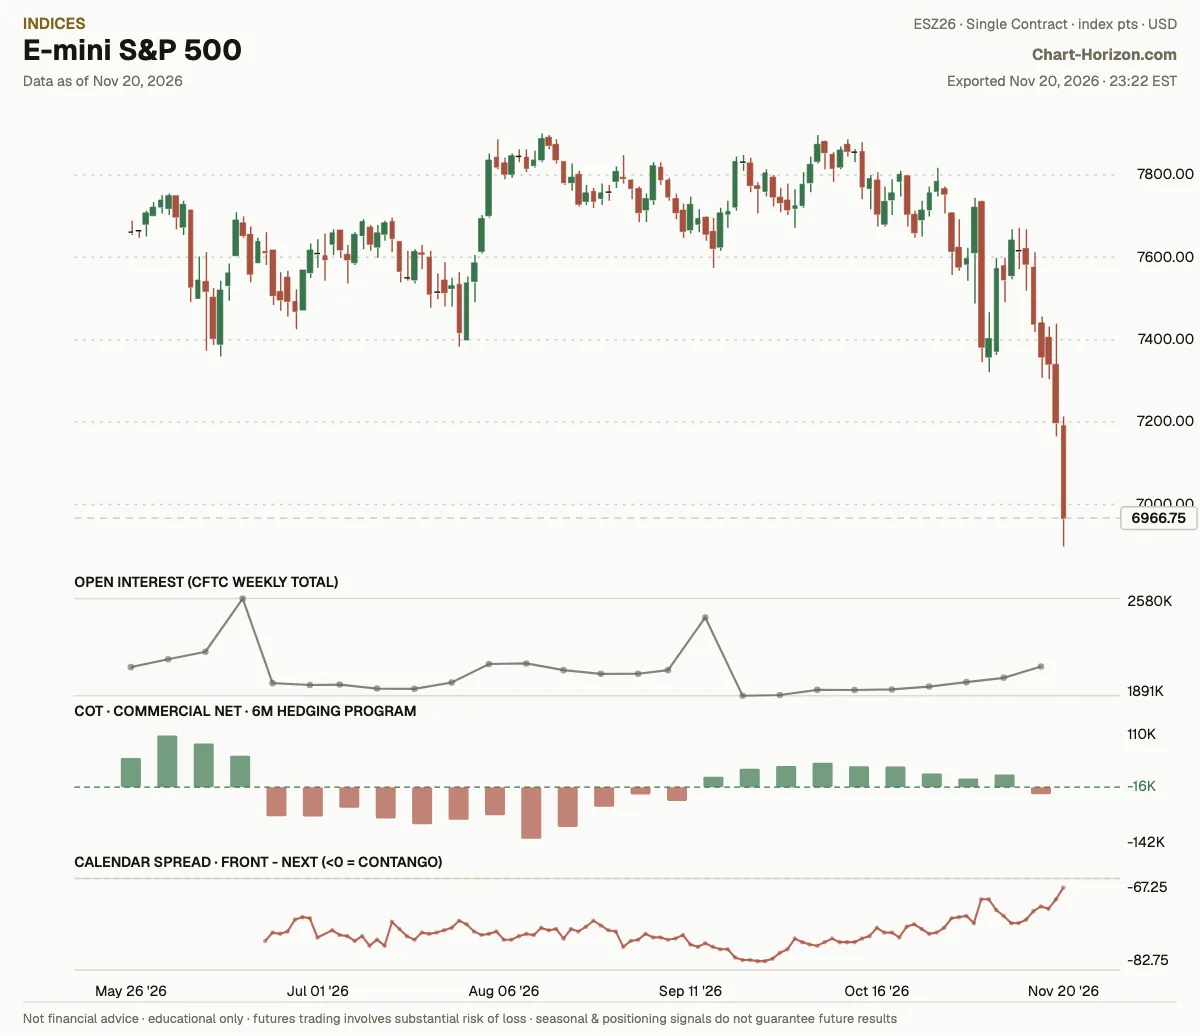 INDICES
E-mini S&P 500
Data as of Nov 20, 2026
ESZ26 · Single Contract · index pts · USD
Chart-Horizon.com
Exported Nov 20, 2026 · 23:22 EST
7800.00
7600.00
7400.00
7200.00
7000.00
6966.75
OPEN INTEREST (CFTC WEEKLY TOTAL)
2580K
1891K
COT · COMMERCIAL NET · 6M HEDGING PROGRAM
110K
-16K
-142K
CALENDAR SPREAD · FRONT - NEXT (<0 = CONTANGO)
-67.25
-82.75
May 26 '26
Jul 01 '26
Aug 06 '26
Sep 11 '26
Oct 16 '26
Nov 20 '26
Not financial advice · educational only · futures trading involves substantial risk of loss · seasonal & positioning signals do not guarantee future results